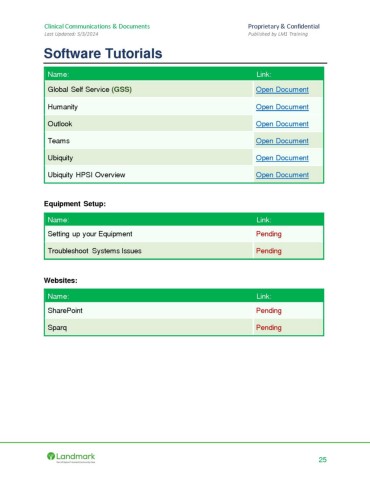 Clinical Communications & Documents Proprietary & Confidential
Last Updated: 5/3/2024 Published by LM1 Training
Software Tutorials
Name: Link:
Global Self Service (GSS) Open Document
Humanity Open Document
Outlook Open Document
Teams Open Document
Ubiquity Open Document
Ubiquity HPSI Overview Open Document
Equipment Setup:
Name: Link:
Setting up your Equipment Pending
Troubleshoot Systems Issues Pending
Websites:
Name: Link:
SharePoint Pending
Sparq Pending
Landmark
25